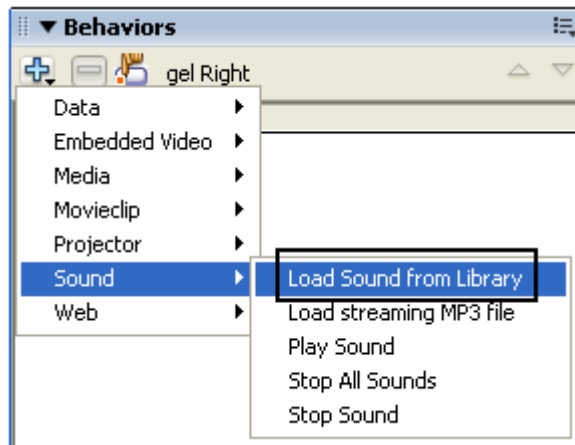 Behaviors
gel Right
Data
Embedded Video
Media
Movieclip
Projector
Sound
Web
Load Sound from Library
Load streaming MP3 file
Play Sound
Stop All Sounds
Stop Sound